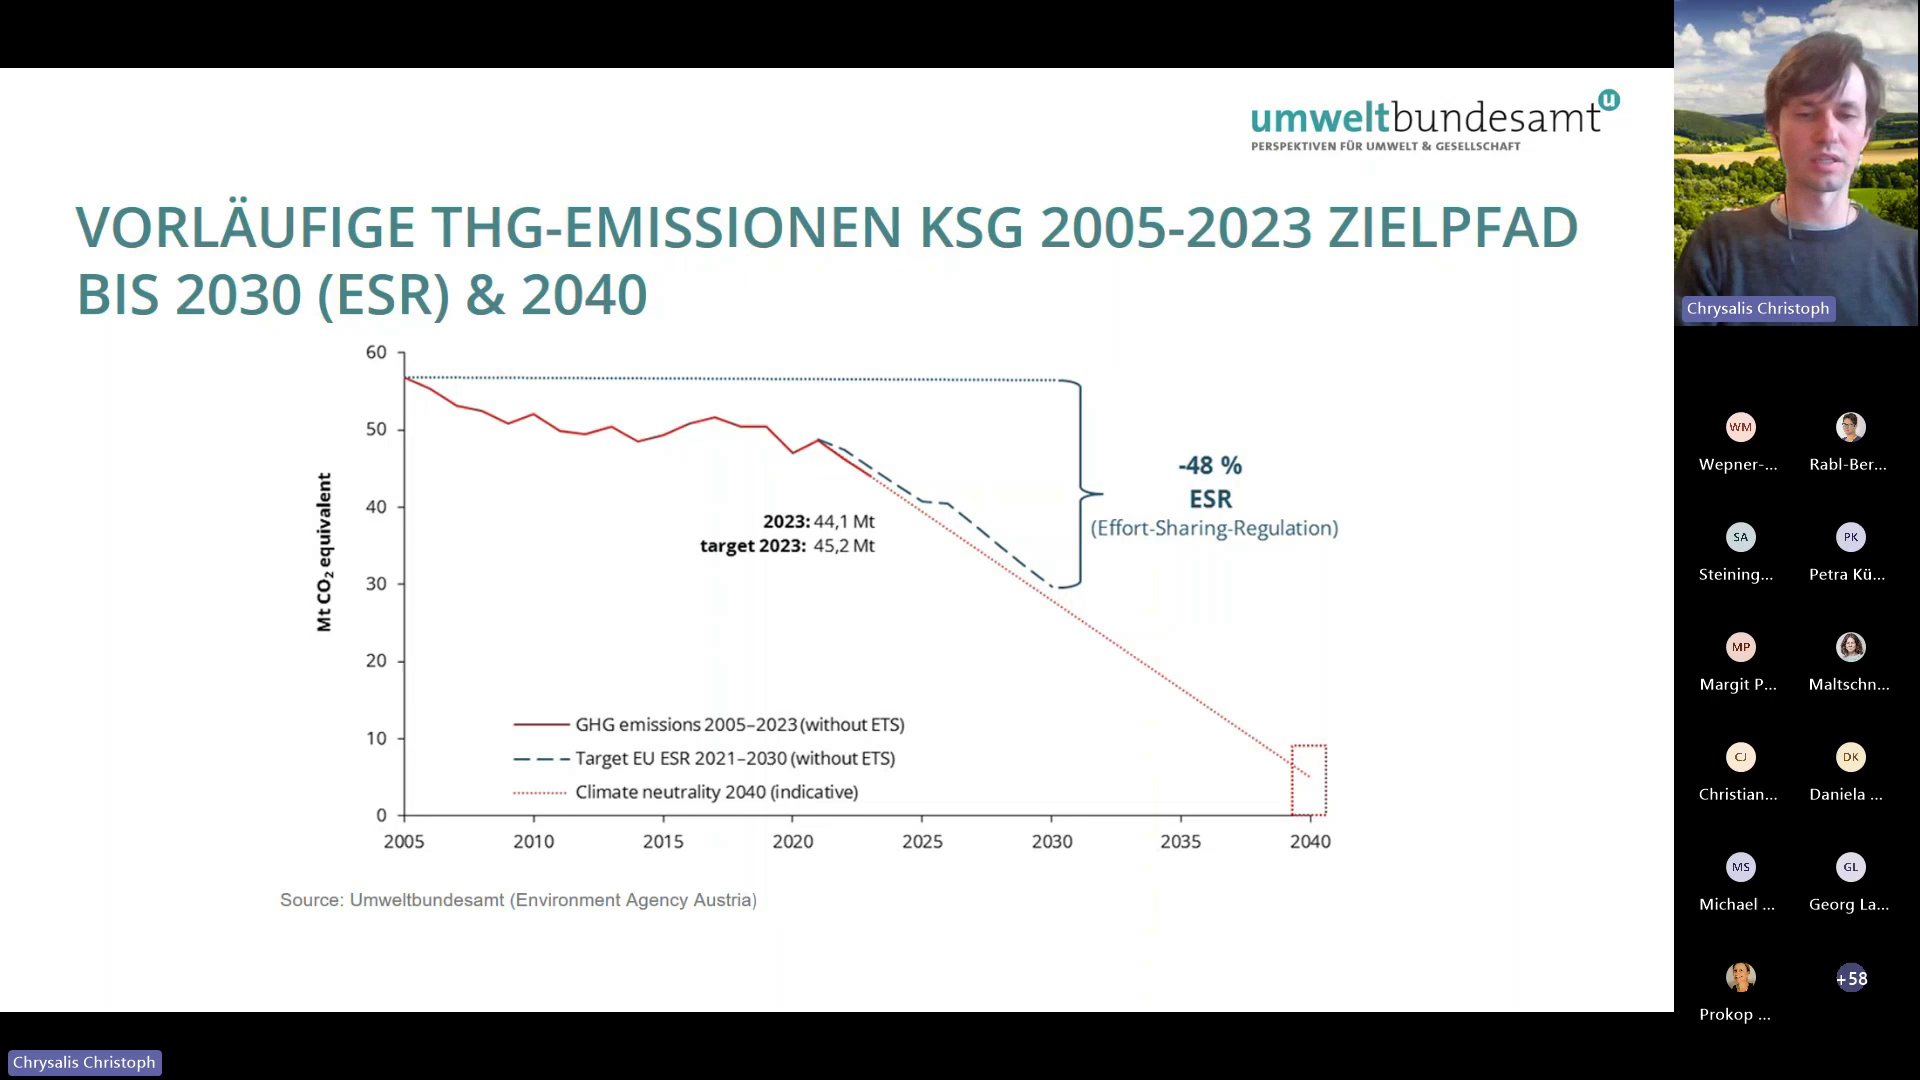 umweltbundesamt u
PERSPEKTIVEN FÜR UMWELT & GESELLSCHAFT
VORLÄUFIGE THG-EMISSIONEN KSG 2005-2023 ZIELPFAD
BIS 2030 (ESR) & 2040
60
50
40
30
20
10
0
Mt CO₂ equivalent
2023: 44,1 Mt
target 2023: 45,2 Mt
-48 %
ESR
(Effort-Sharing-Regulation)
GHG emissions 2005–2023 (without ETS)
Target EU ESR 2021–2030 (without ETS)
Climate neutrality 2040 (indicative)
2005 2010 2015 2020 2025 2030 2035 2040
Source: Umweltbundesamt (Environment Agency Austria)
Chrysalis Christoph
Chrysalis Christoph
WM
Wepner-... Rabl-Ber...
SA PK
Steining... Petra Kü...
MP
Margit P... Maltschn...
CJ DK
Christian... Daniela ...
MS GL
Michael ... Georg La...
+58
Prokop ...